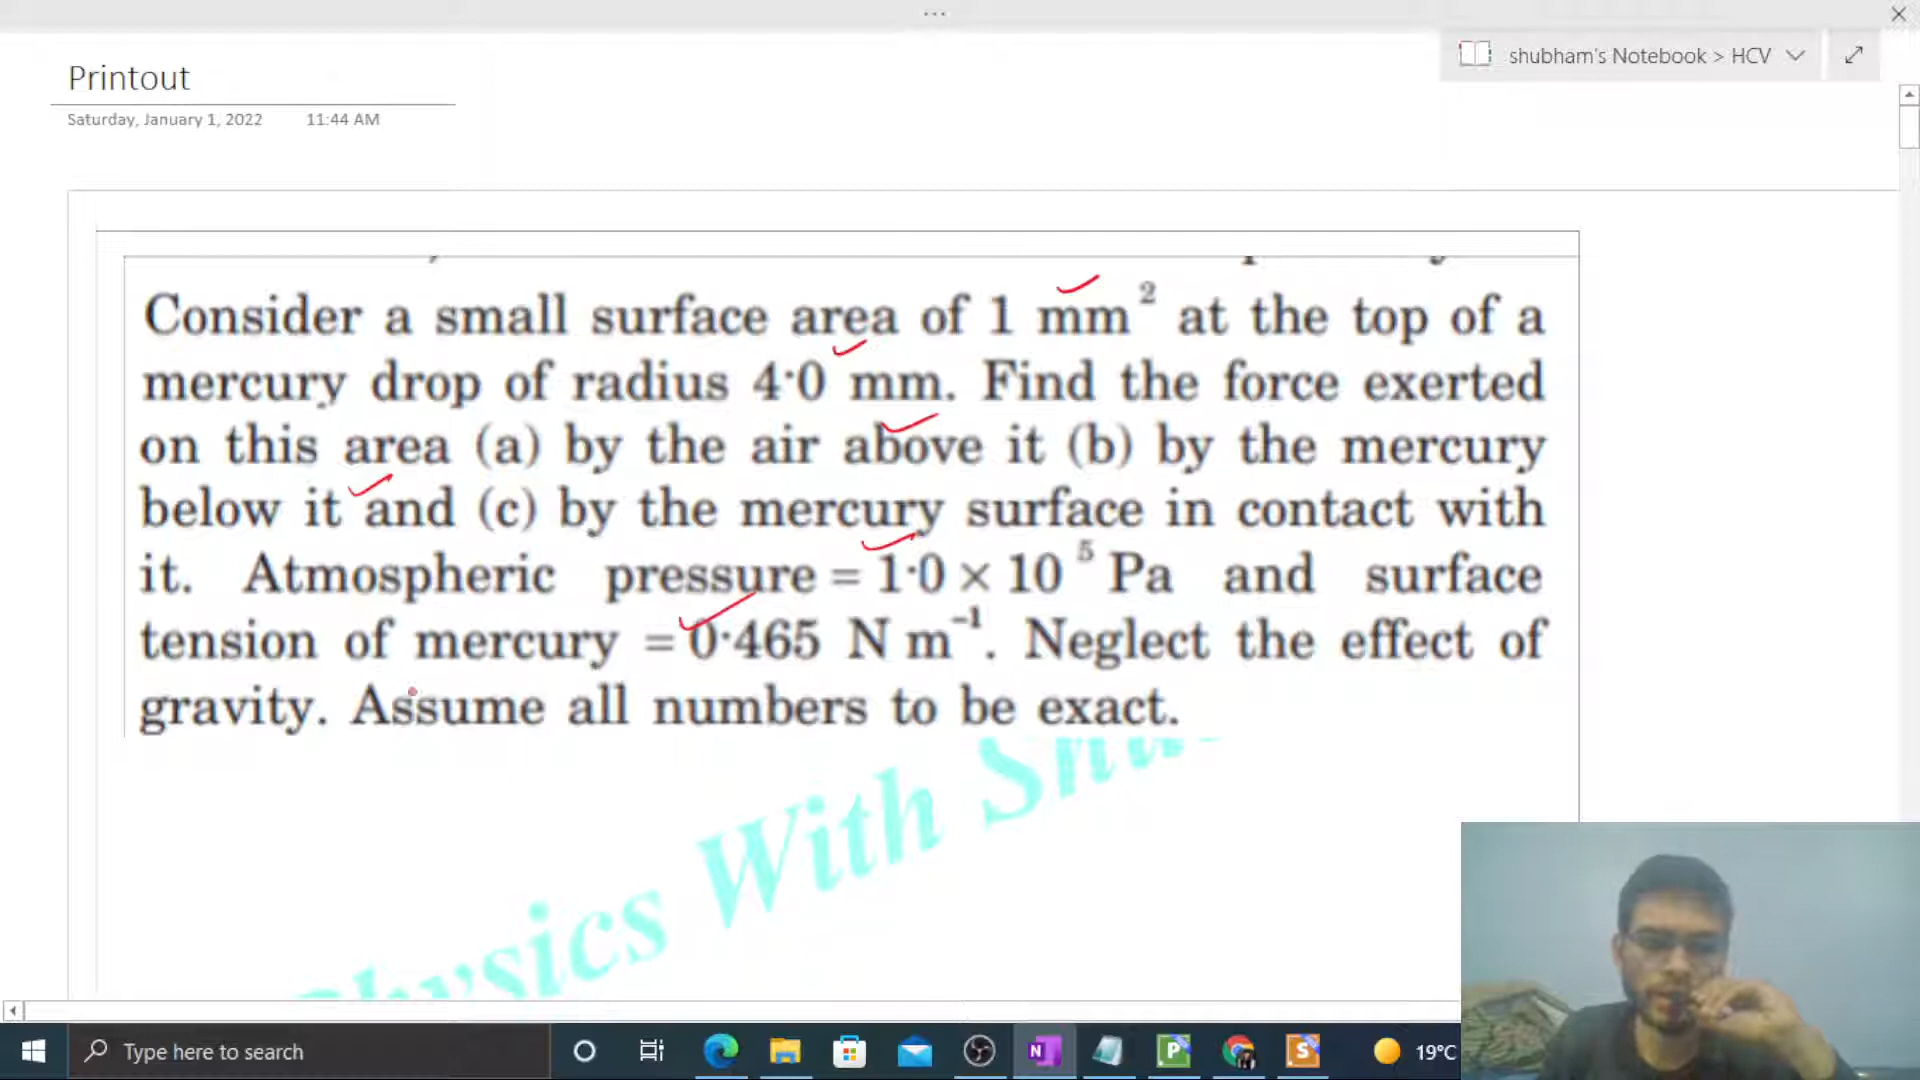 shubham's Notebook > HCV
Printout
Saturday, January 1, 2022 11:44 AM
Consider a small surface area of 1 mm² at the top of a
mercury drop of radius 4·0 mm. Find the force exerted
on this area (a) by the air above it (b) by the mercury
below it and (c) by the mercury surface in contact with
it. Atmospheric pressure = 1·0 × 10⁵ Pa and surface
tension of mercury = 0·465 N m⁻¹. Neglect the effect of
gravity. Assume all numbers to be exact.
Physics With
Type here to search
19°C